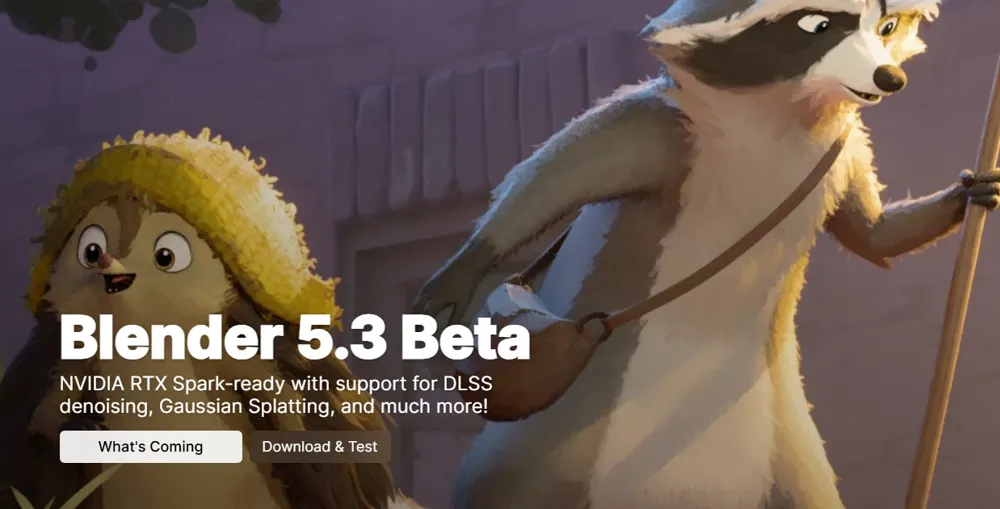 Blender 5.3 Beta
NVIDIA RTX Spark-ready with support for DLSS
denoising, Gaussian Splatting, and much more!
What's Coming
Download & Test